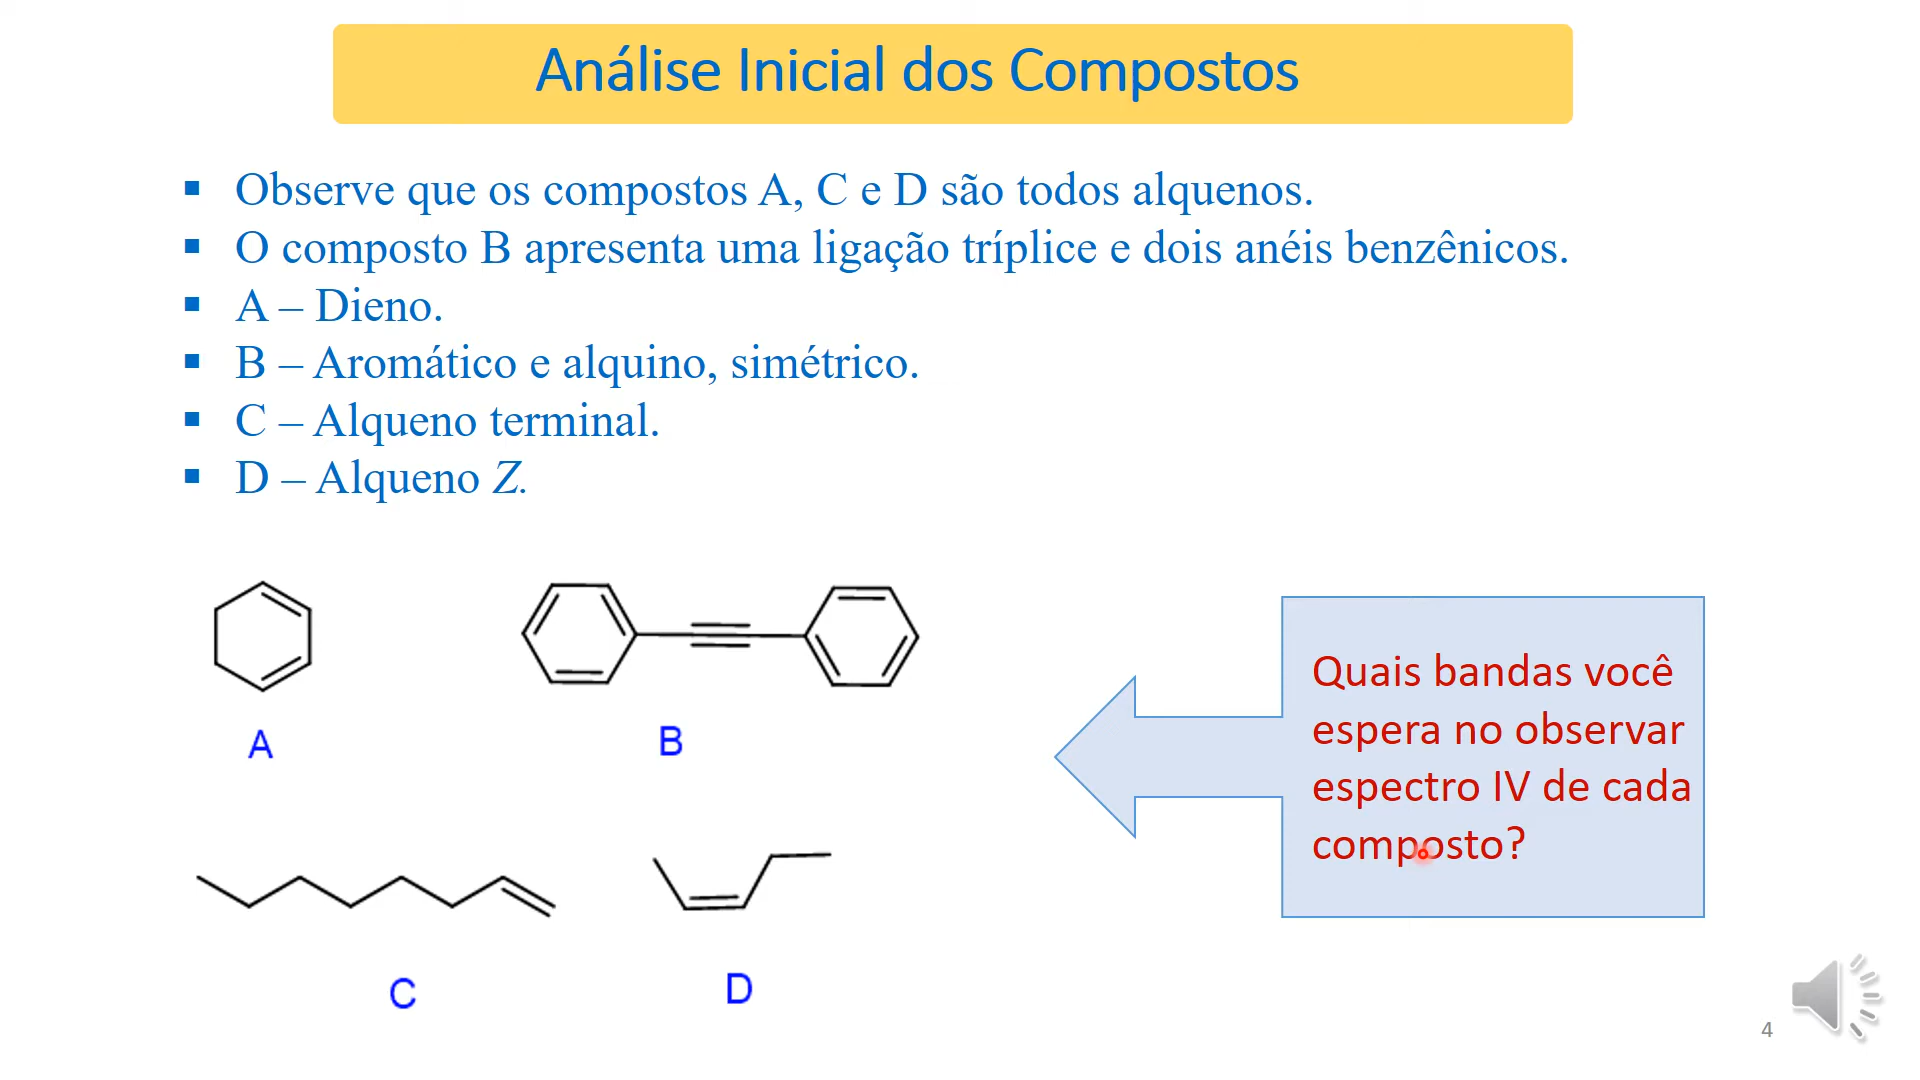 Análise Inicial dos Compostos
▪ Observe que os compostos A, C e D são todos alquenos.
▪ O composto B apresenta uma ligação tríplice e dois anéis benzênicos.
▪ A – Dieno.
▪ B – Aromático e alquino, simétrico.
▪ C – Alqueno terminal.
▪ D – Alqueno Z.
A
B
C
D
Quais bandas você
espera no observar
espectro IV de cada
composto?
4